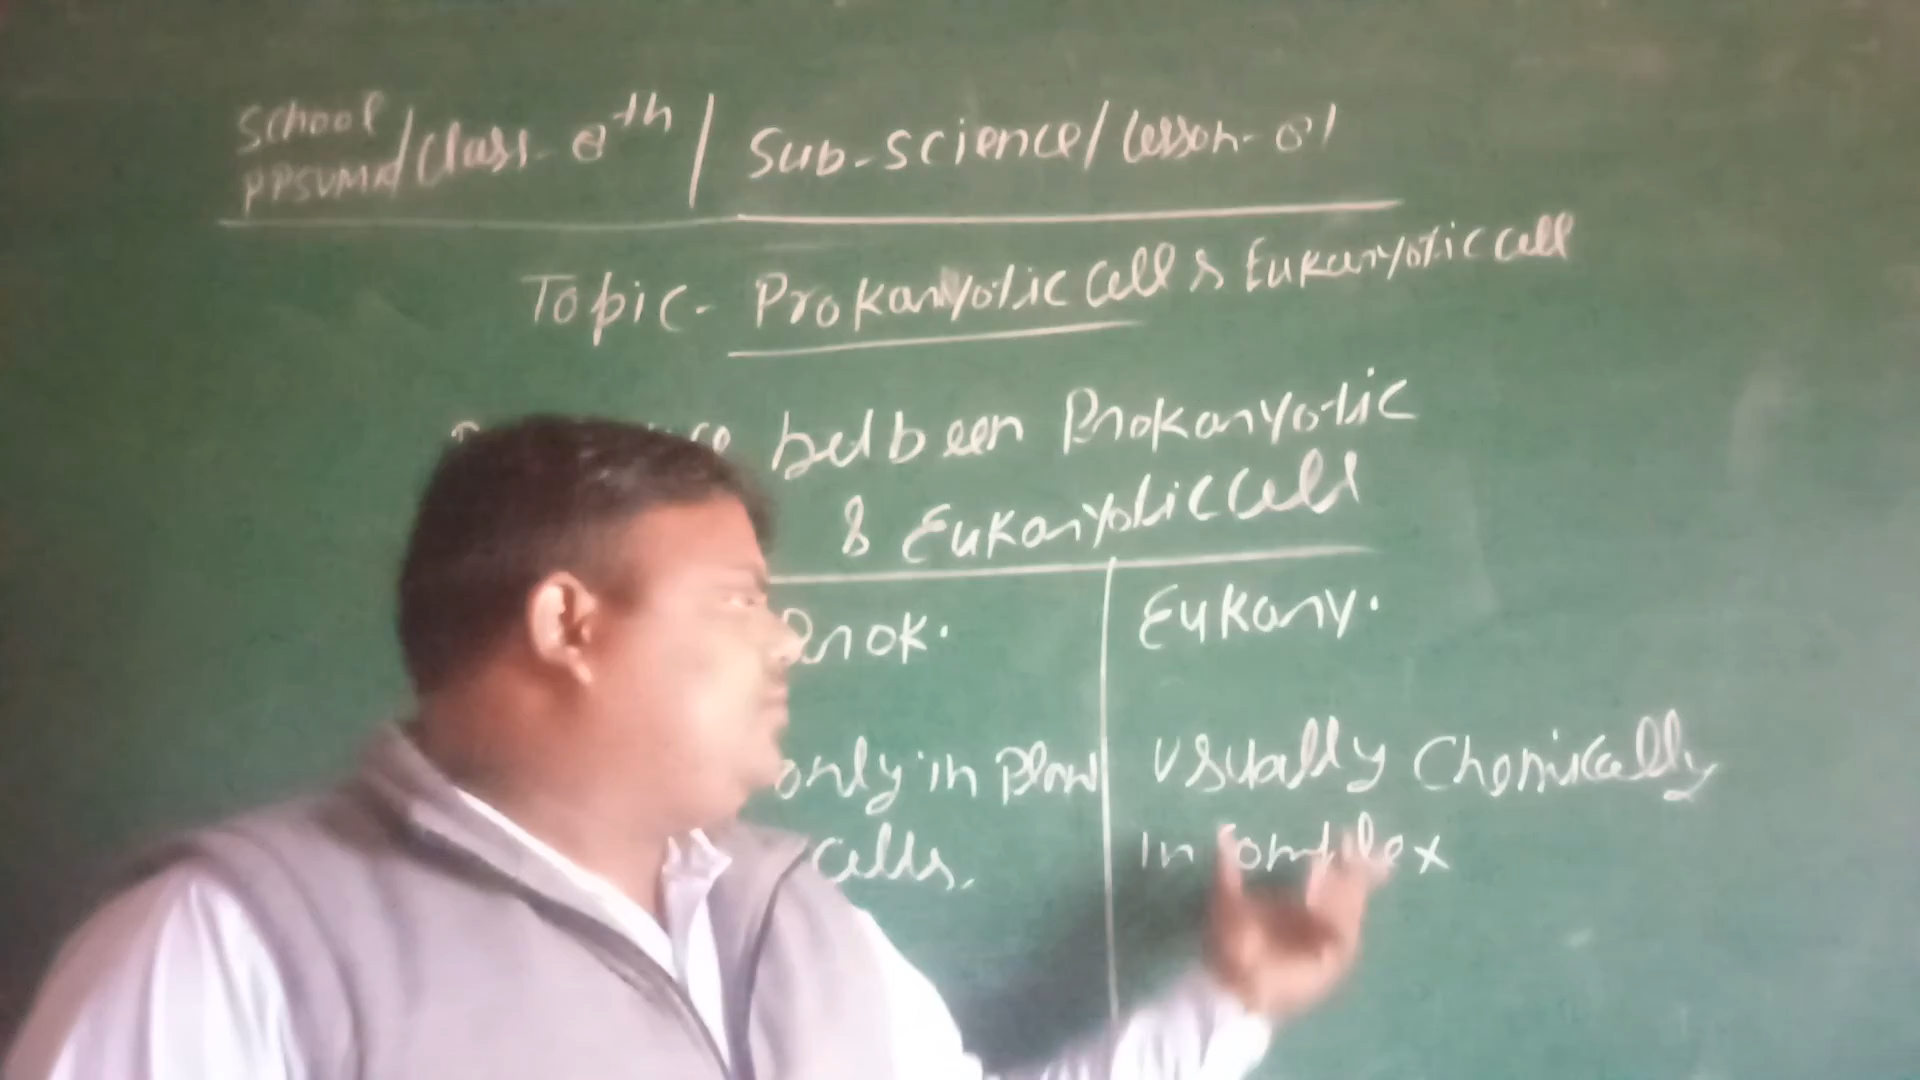 School
PPSVMA/Class-8th/Sub-science/lesson-01
Topic- Prokaryotic Cell & Eukaryotic cell
between Prokaryotic
& Eukaryotic Cell
Prok. Eukary.
only in Plant usually Chemically
cells. in complex